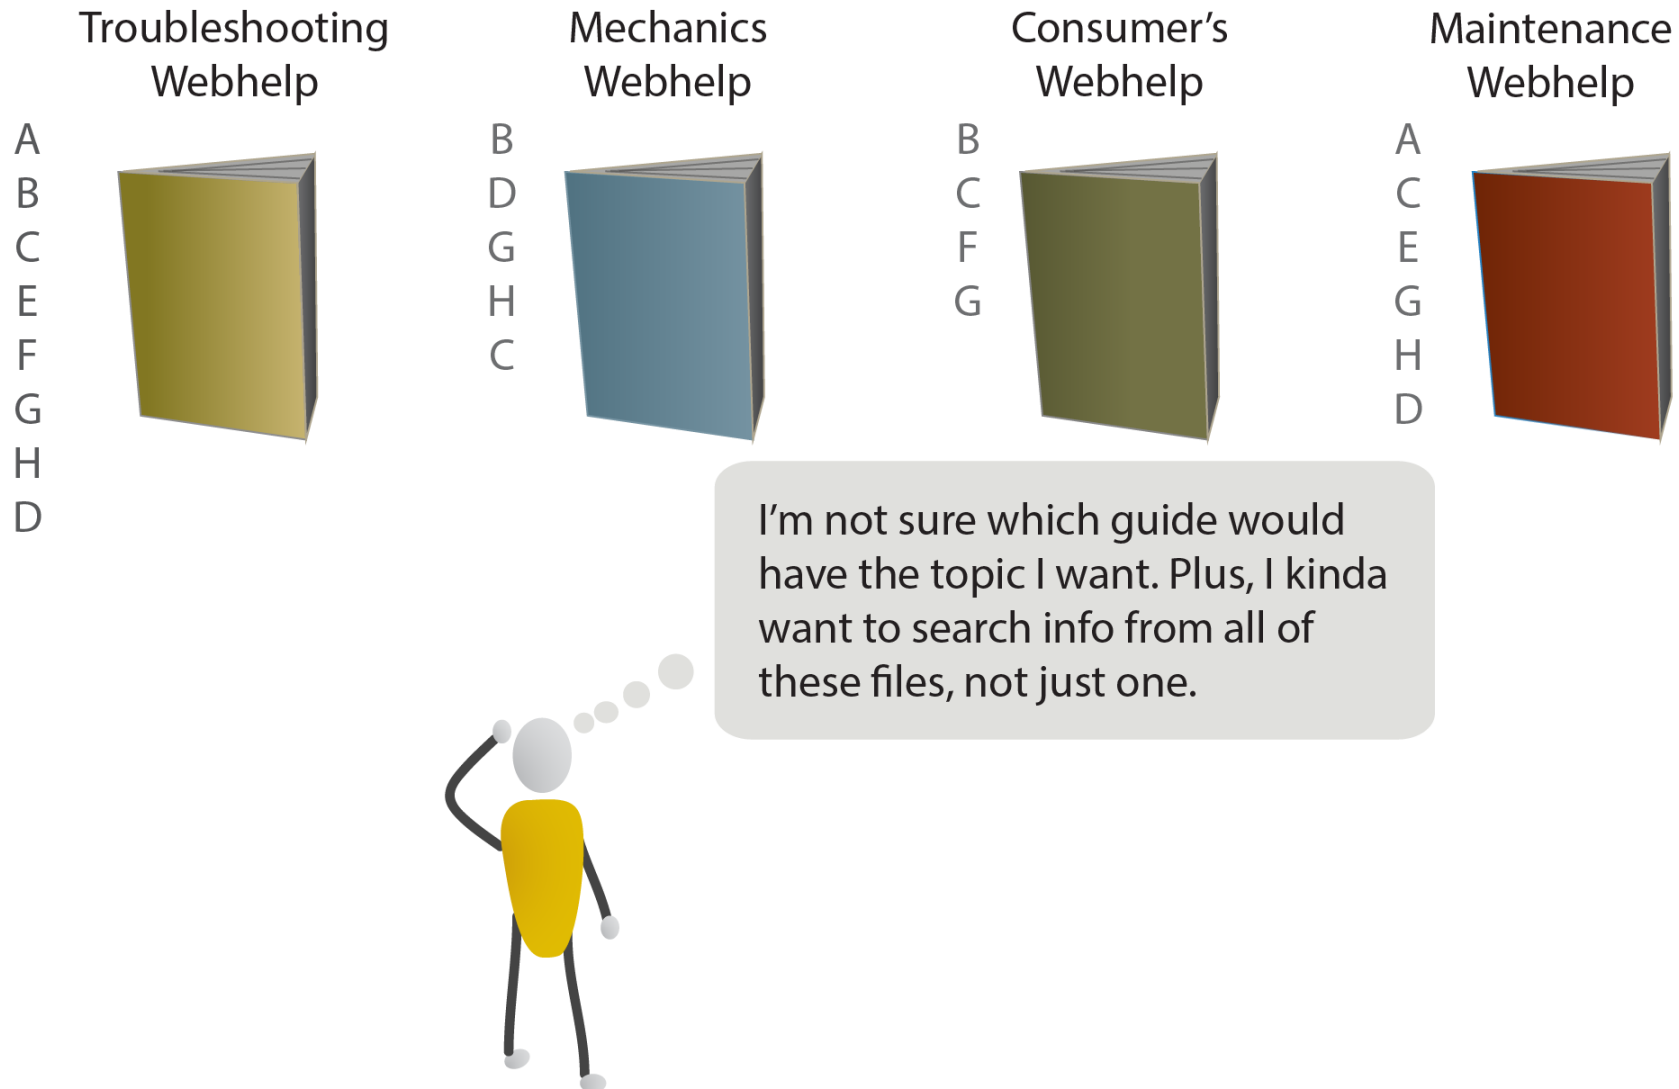 Troubleshooting
Webhelp
A
B
C
E
F
G
H
D
Mechanics
Webhelp
B
D
G
H
C
Consumer’s
Webhelp
B
C
F
G
Maintenance
Webhelp
A
C
E
G
H
D
I’m not sure which guide would
have the topic I want. Plus, I kinda
want to search info from all of
these files, not just one.